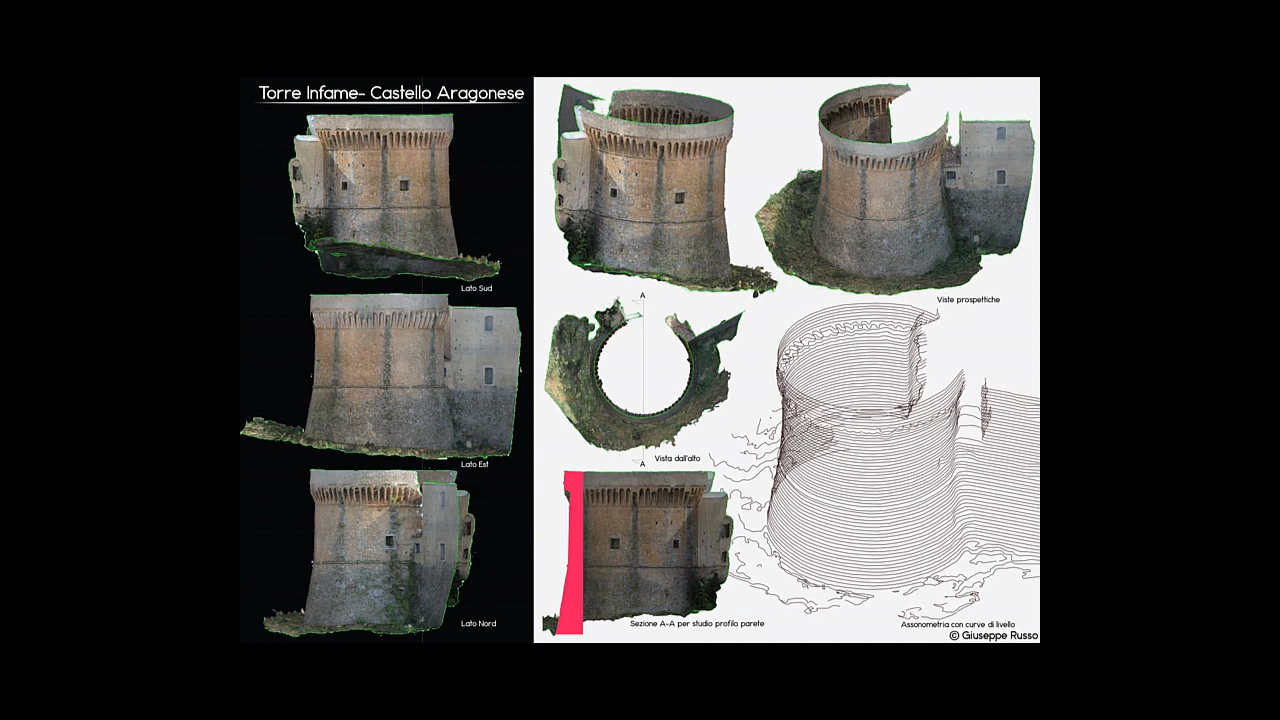 Torre Infame- Castello Aragonese
Lato Sud
Lato Est
Lato Nord
Viste prospettiche
A
Vista dall'alto
A
Sezione A-A per studio profilo parete
Assonometria con curve di livello
© Giuseppe Russo